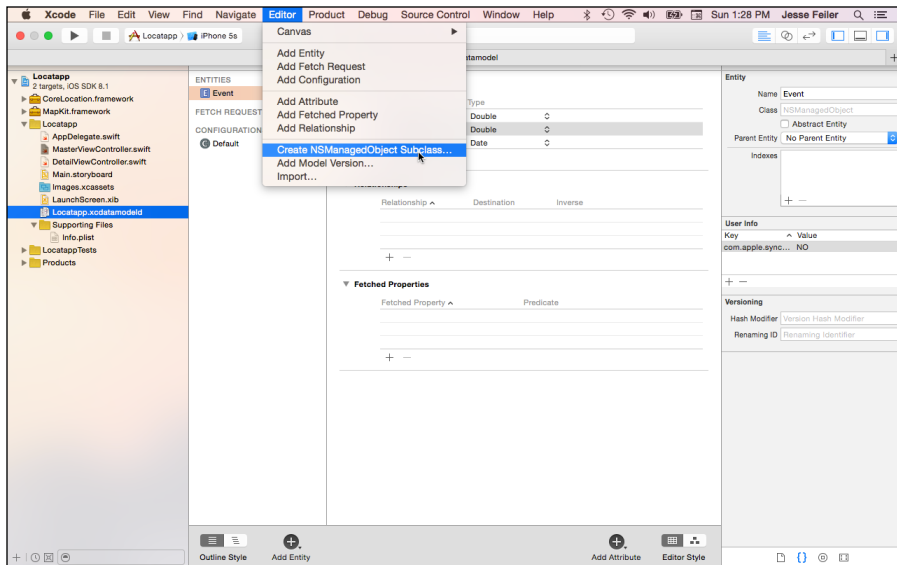 Xcode File Edit View Find Navigate Editor Product Debug Source Control Window Help Sun 1:28 PM Jesse Feiler
Locatapp iPhone 5s
tamodel
Canvas
Add Entity
Add Fetch Request
Add Configuration
Add Attribute
Add Fetched Property
Add Relationship
Create NSManagedObject Subclass...
Add Model Version...
Import...
Locatapp
2 targets, iOS SDK 8.1
CoreLocation.framework
MapKit.framework
Locatapp
AppDelegate.swift
MasterViewController.swift
DetailViewController.swift
Main.storyboard
Images.xcassets
LaunchScreen.xib
Locatapp.xcdatamodeld
Supporting Files
Info.plist
LocatappTests
Products
ENTITIES
E Event
FETCH REQUEST
CONFIGURATION
C Default
Type
Double
Double
Date
Relationship Destination Inverse
Fetched Properties
Fetched Property Predicate
Outline Style Add Entity Add Attribute Editor Style
Entity
Name Event
Class NSManagedObject
Abstract Entity
Parent Entity No Parent Entity
Indexes
User Info
Key Value
com.apple.sync... NO
Versioning
Hash Modifier Version Hash Modifier
Renaming ID Renaming Identifier